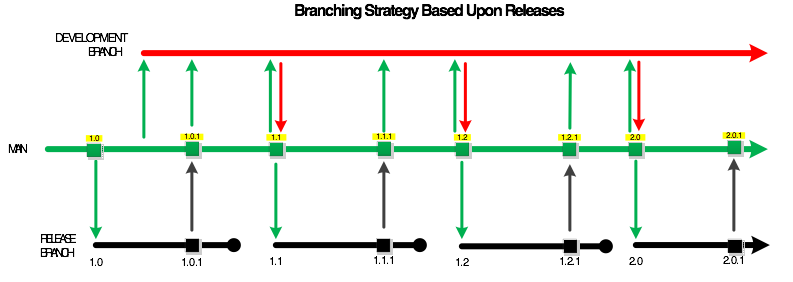 Branching Strategy Based Upon Releases
DEVELOPMENT
BRANCH
1.0
1.0.1
1.1
1.1.1
1.2
1.2.1
2.0
2.0.1
MAIN
RELEASE
BRANCH
1.0
1.0.1
1.1
1.1.1
1.2
1.2.1
2.0
2.0.1